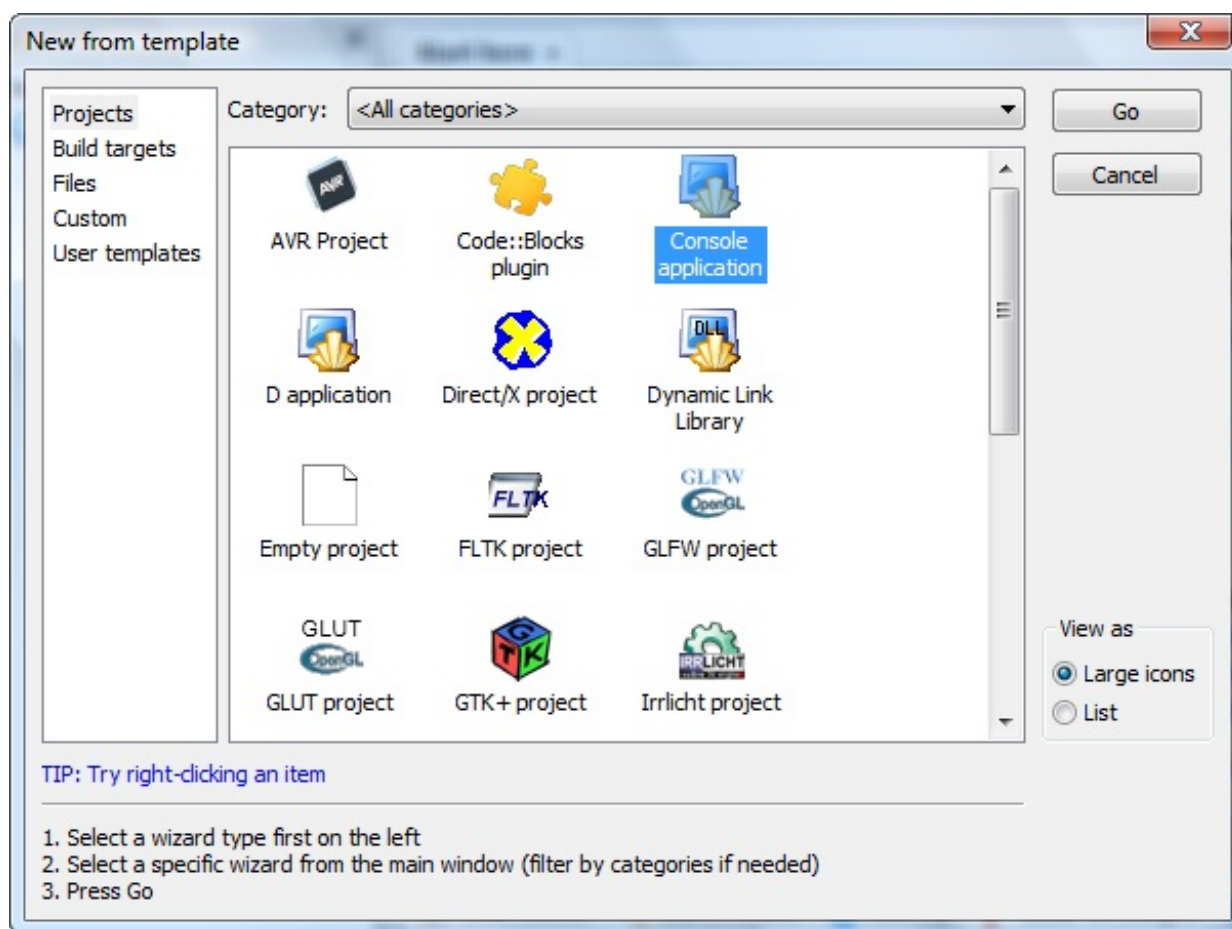 New from template
Projects
Build targets
Files
Custom
User templates
Category:
<All categories>
Go
Cancel
AVR
AVR Project
Code::Blocks
plugin
Console
application
D application
Direct/X project
DLL
Dynamic Link
Library
Empty project
FLTK
FLTK project
GLFW
OpenGL
GLFW project
GLUT
OpenGL
GLUT project
GTK
GTK+ project
IRRLICHT
Irrlicht project
View as
Large icons
List
TIP: Try right-clicking an item
1. Select a wizard type first on the left
2. Select a specific wizard from the main window (filter by categories if needed)
3. Press Go